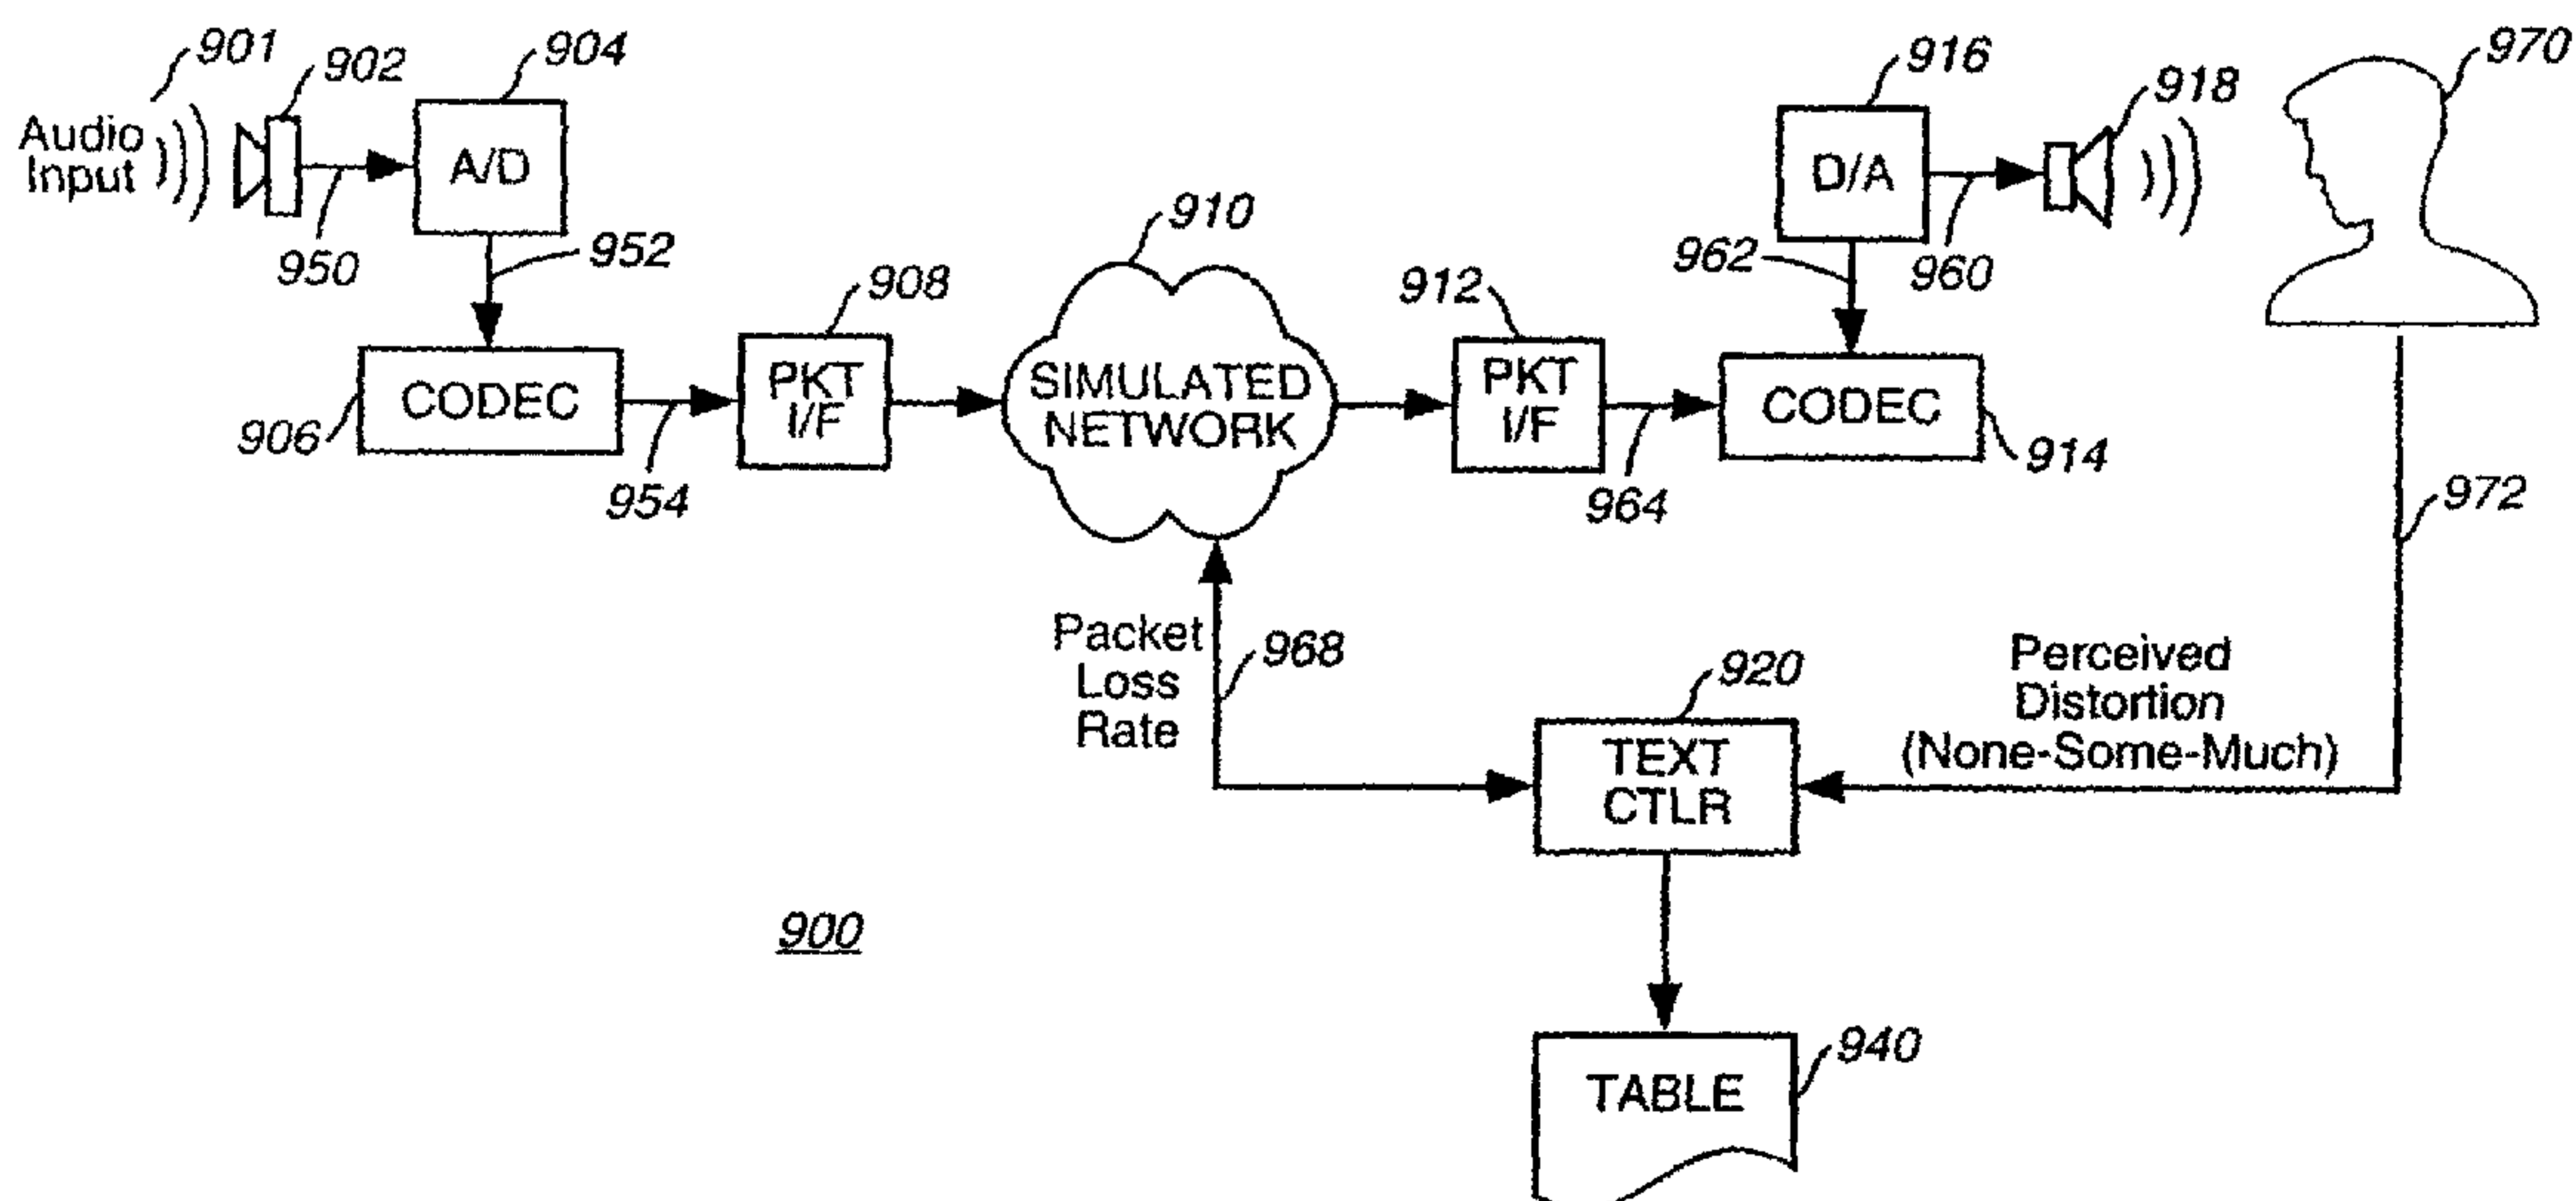 901
902
904
Audio
Input
A/D
950
952
906
CODEC
954
908
PKT
I/F
910
SIMULATED
NETWORK
912
PKT
I/F
964
916
D/A
918
962
960
CODEC
914
970
972
Packet
Loss
Rate
968
920
TEXT
CTLR
Perceived
Distortion
(None-Some-Much)
900
940
TABLE